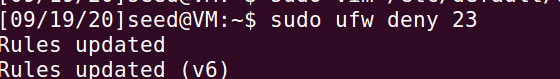 [09/19/20]seed@VM:~$ sudo ufw deny 23
Rules updated
Rules updated (v6)